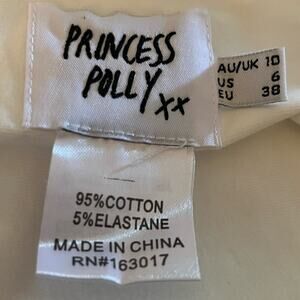 PRINCESS
POLLY xx
AU/UK 10
US 6
EU 38
95%COTTON
5%ELASTANE
MADE IN CHINA
RN#163017